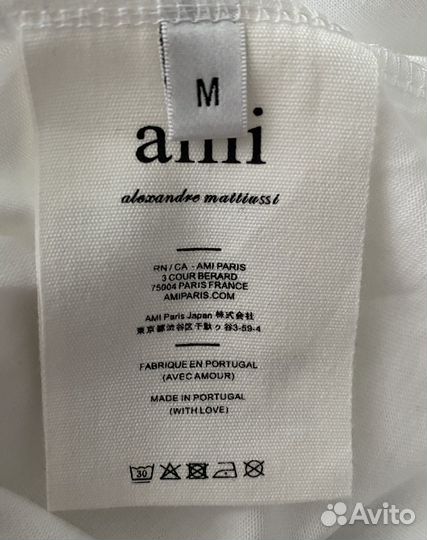 M
ami
alexandre mattiussi
RN / CA - AMI PARIS
3 COUR BERARD
75004 PARIS FRANCE
AMIPARIS.COM
AMI Paris Japan 株式会社
東京都渋谷区千駄ヶ谷3-59-4
FABRIQUE EN PORTUGAL
(AVEC AMOUR)
MADE IN PORTUGAL
(WITH LOVE)
30
Avito